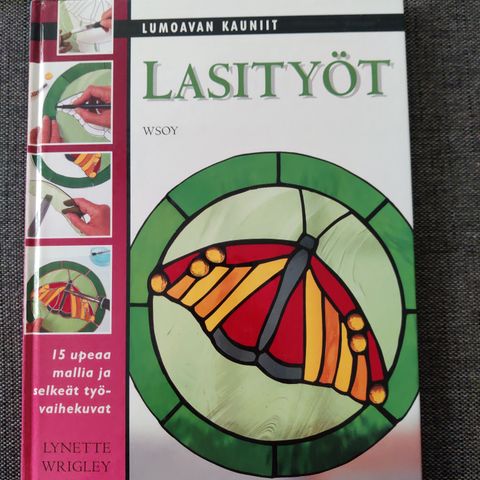 LUMOAVAN KAUNIIT
LASITYÖT
WSOY
15 upeaa
mallia ja
selkeät työ-
vaihekuvat
LYNETTE
WRIGLEY